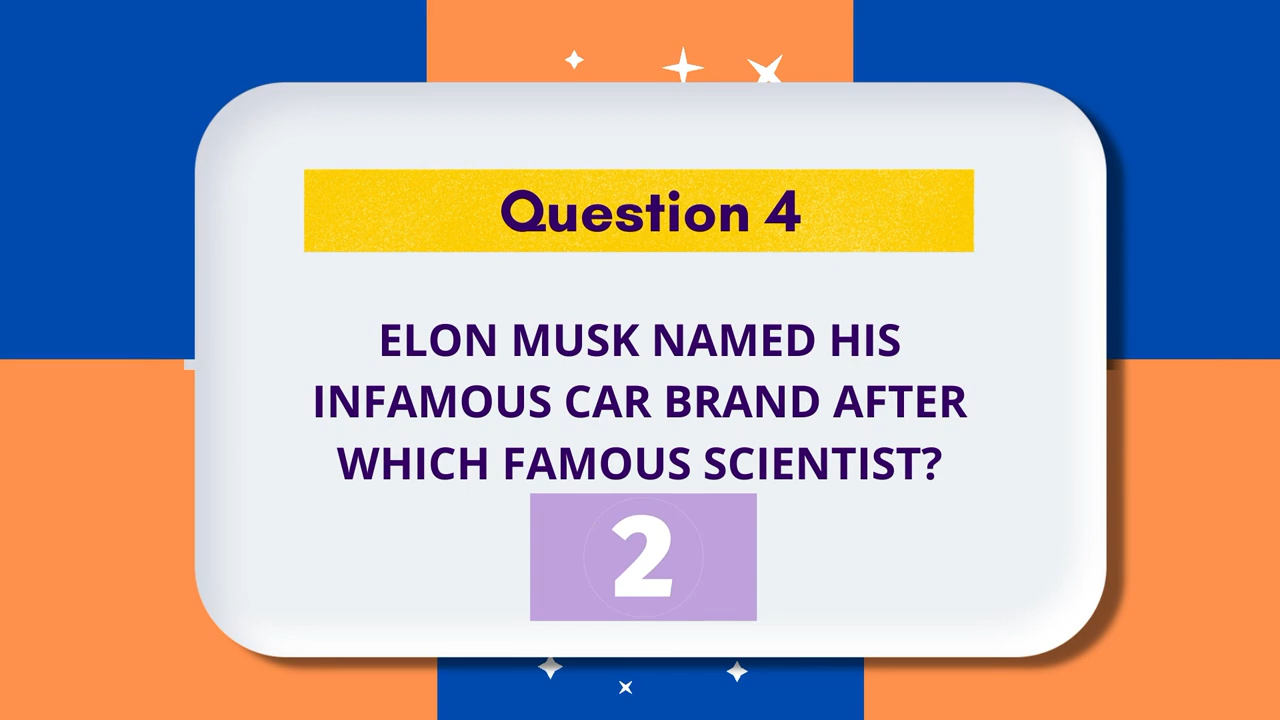 Question 4
ELON MUSK NAMED HIS
INFAMOUS CAR BRAND AFTER
WHICH FAMOUS SCIENTIST?
2